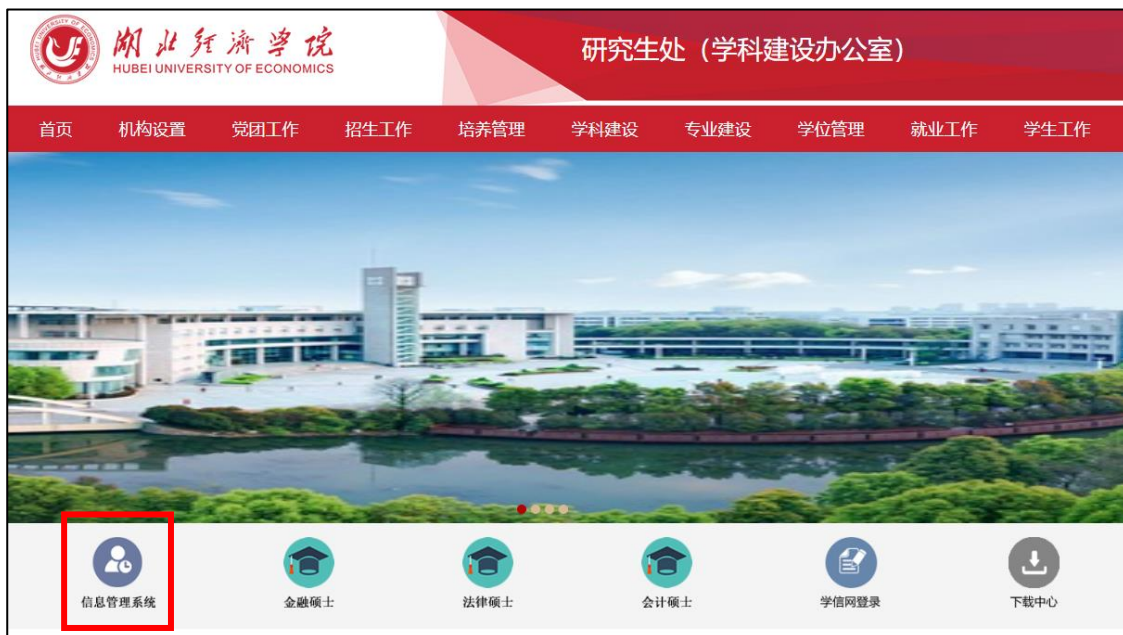 湖北经济学院
HUBEI UNIVERSITY OF ECONOMICS
研究生处（学科建设办公室）
首页 机构设置 党团工作 招生工作 培养管理 学科建设 专业建设 学位管理 就业工作 学生工作
信息管理系统 金融硕士 法律硕士 会计硕士 学信网登录 下载中心